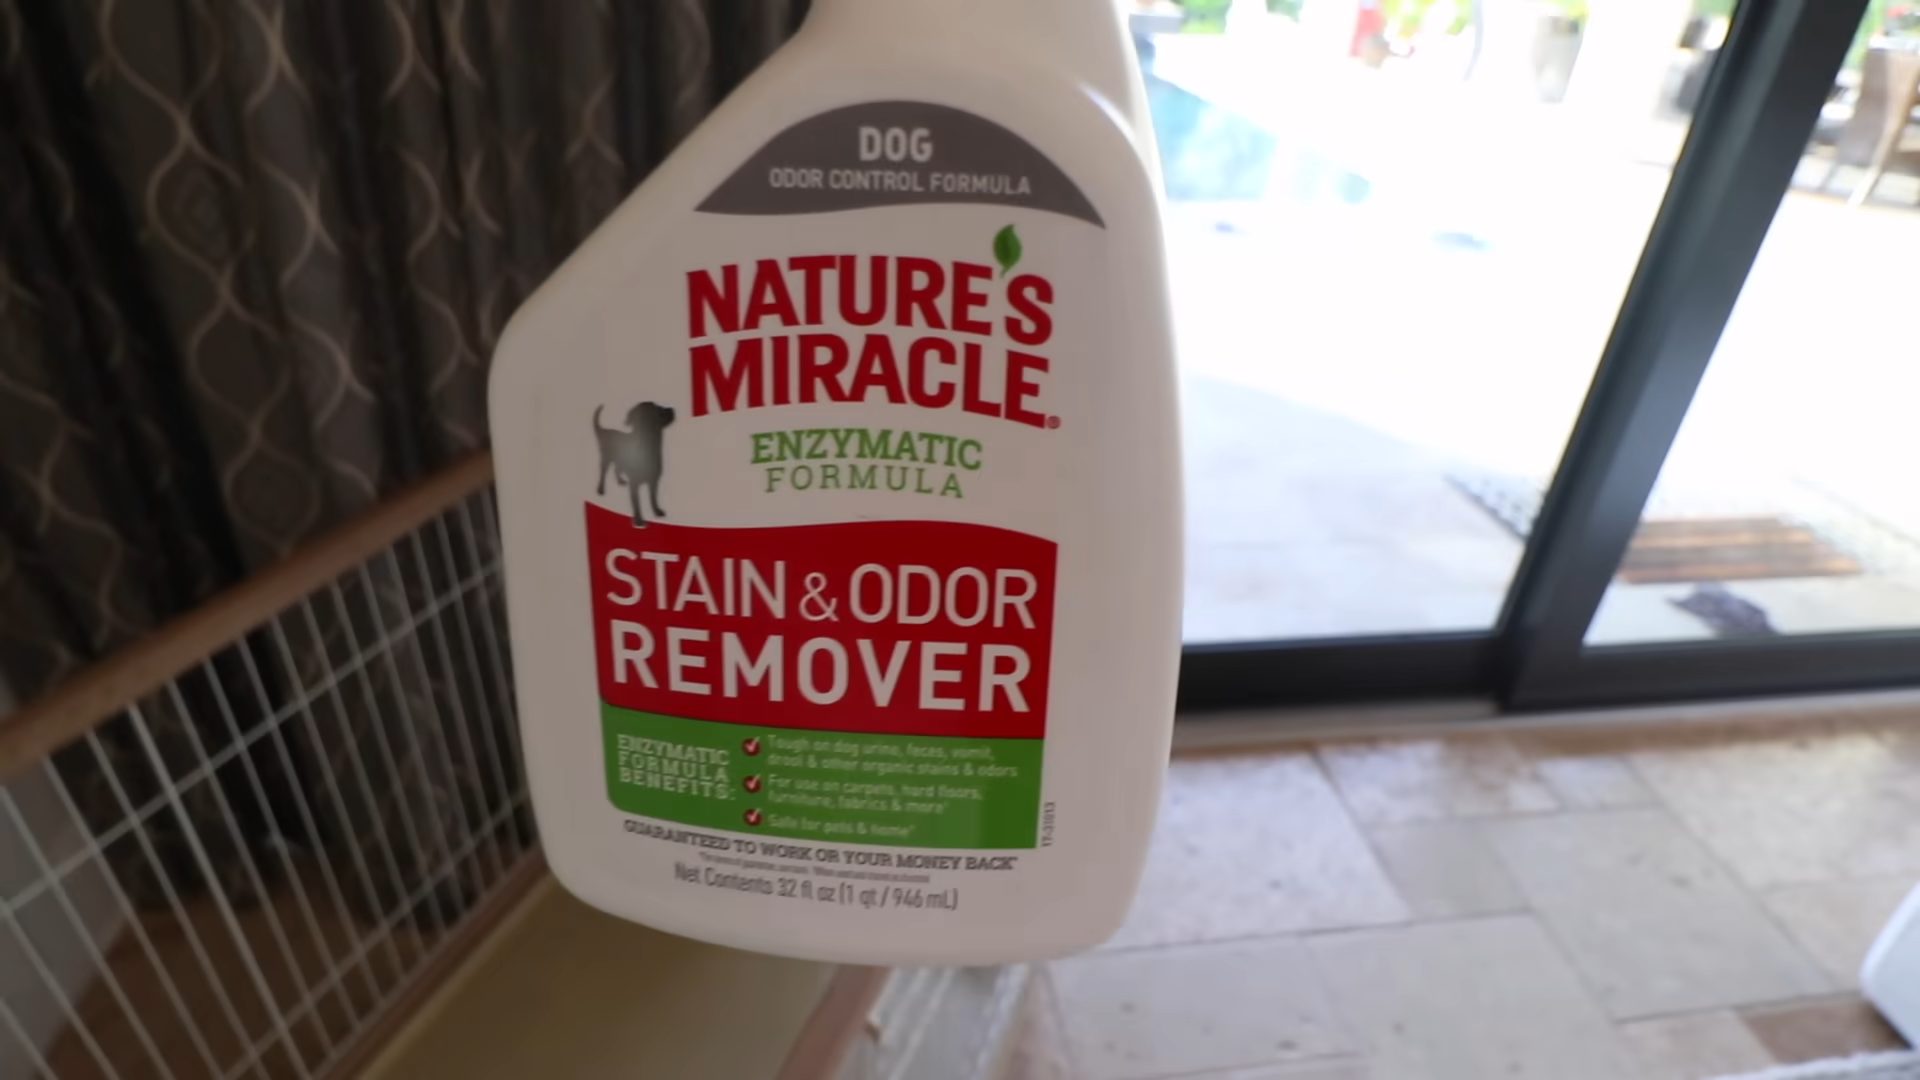 DOG
ODOR CONTROL FORMULA
NATURE'S
MIRACLE®
ENZYMATIC
FORMULA
STAIN & ODOR
REMOVER
ENZYMATIC
FORMULA
BENEFITS:
Tough on dog urine, feces, vomit,
drool & other organic stains & odors
For use on carpets, hard floors,
furniture, fabrics & more*
Safe for pets & home*
GUARANTEED TO WORK OR YOUR MONEY BACK*
Net Contents 32 fl oz (1 qt / 946 mL)